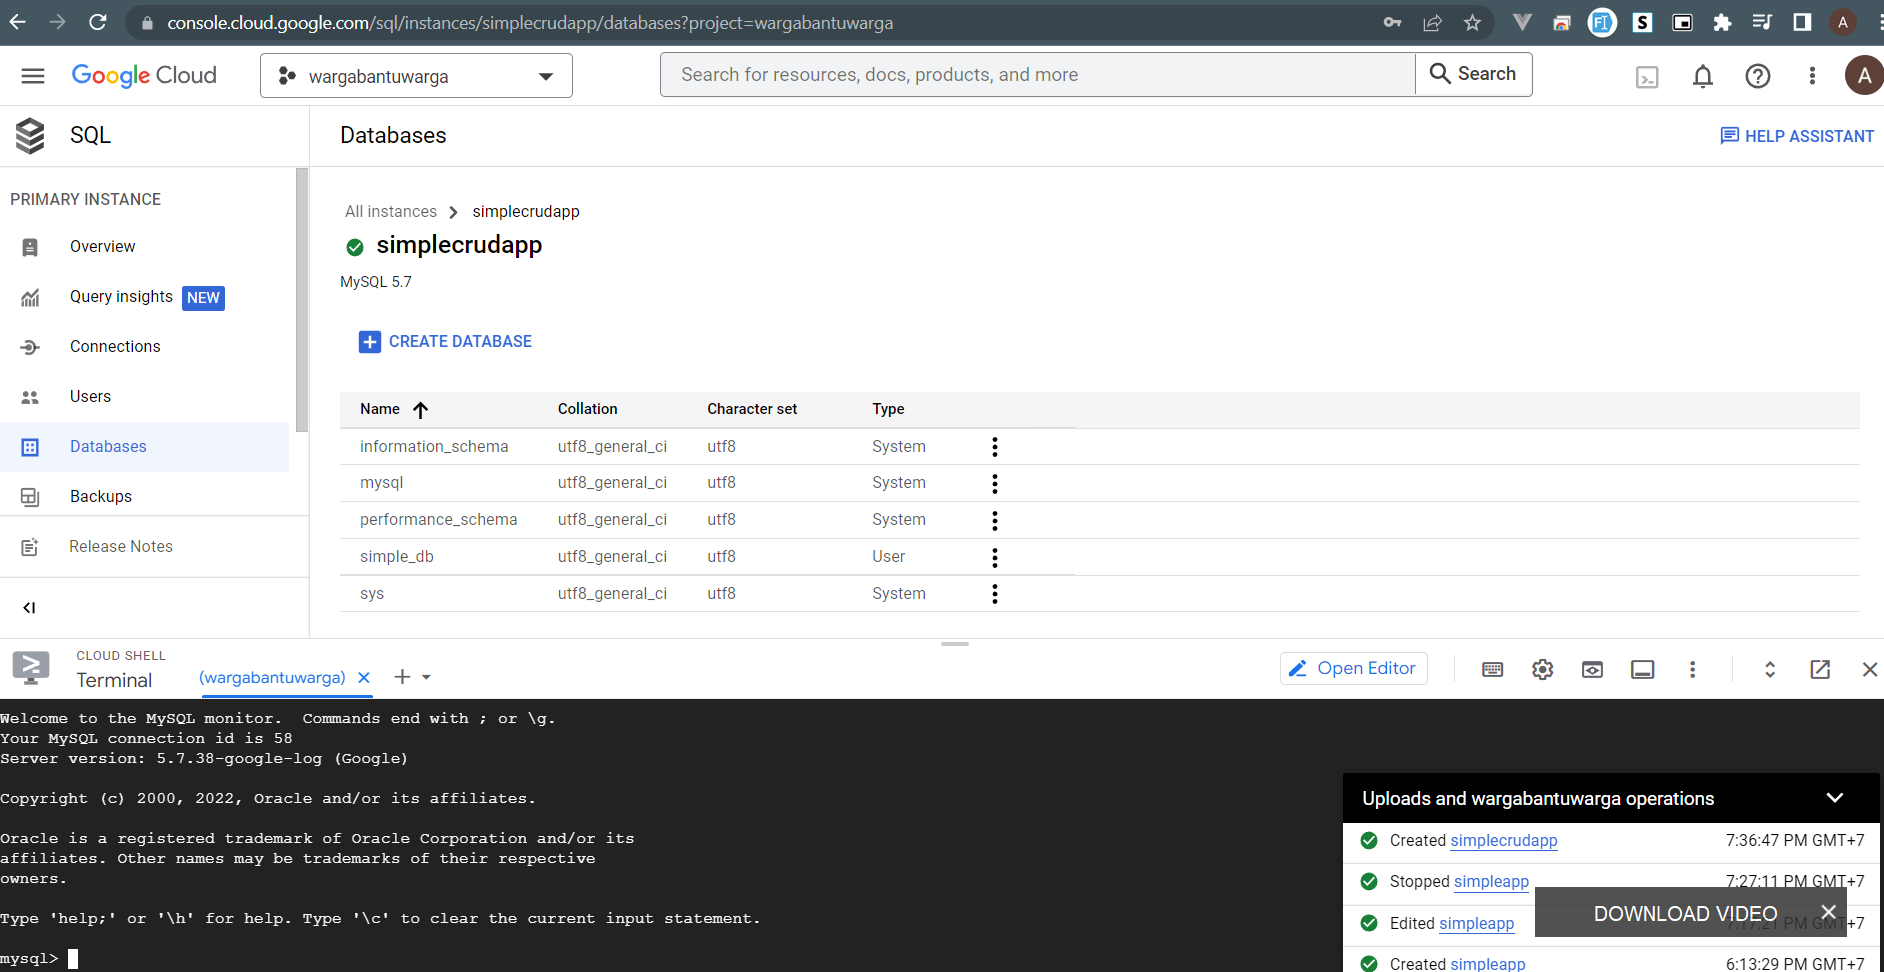 console.cloud.google.com/sql/instances/simplecrudapp/databases?project=wargabantuwarga
A
Google Cloud
wargabantuwarga
Search for resources, docs, products, and more
Search
A
SQL
Databases
HELP ASSISTANT
PRIMARY INSTANCE
Overview
Query insights NEW
Connections
Users
Databases
Backups
Release Notes
All instances simplecrudapp
simplecrudapp
MySQL 5.7
CREATE DATABASE
Name Collation Character set Type
information_schema utf8_general_ci utf8 System
mysql utf8_general_ci utf8 System
performance_schema utf8_general_ci utf8 System
simple_db utf8_general_ci utf8 User
sys utf8_general_ci utf8 System
CLOUD SHELL
Terminal
(wargabantuwarga)
Open Editor
Welcome to the MySQL monitor.  Commands end with ; or \g.
Your MySQL connection id is 58
Server version: 5.7.38-google-log (Google)
Copyright (c) 2000, 2022, Oracle and/or its affiliates.
Oracle is a registered trademark of Oracle Corporation and/or its
affiliates. Other names may be trademarks of their respective
owners.
Type 'help;' or '\h' for help. Type '\c' to clear the current input statement.
mysql>
Uploads and wargabantuwarga operations
Created simplecrudapp 7:36:47 PM GMT+7
Stopped simpleapp 7:27:11 PM GMT+7
DOWNLOAD VIDEO
Edited simpleapp 7:17:21 PM GMT+7
Created simpleapp 6:13:29 PM GMT+7